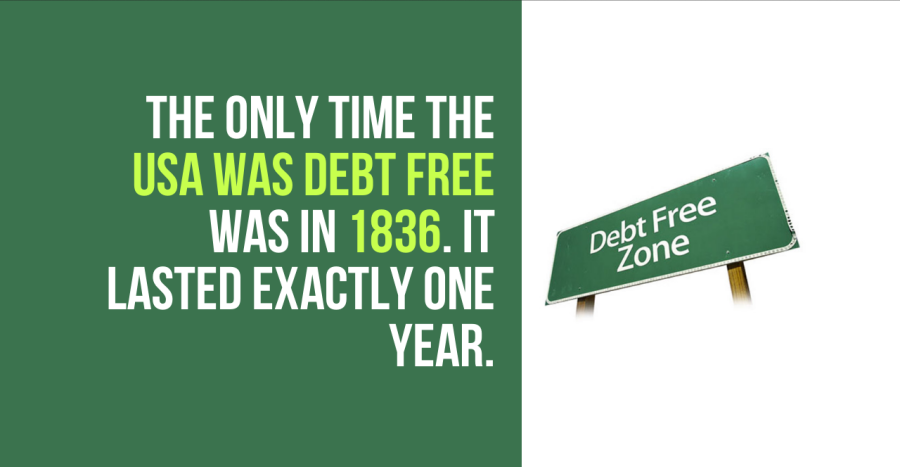 THE ONLY TIME THE
USA WAS DEBT FREE
WAS IN 1836. IT
LASTED EXACTLY ONE
YEAR.
Debt Free
Zone